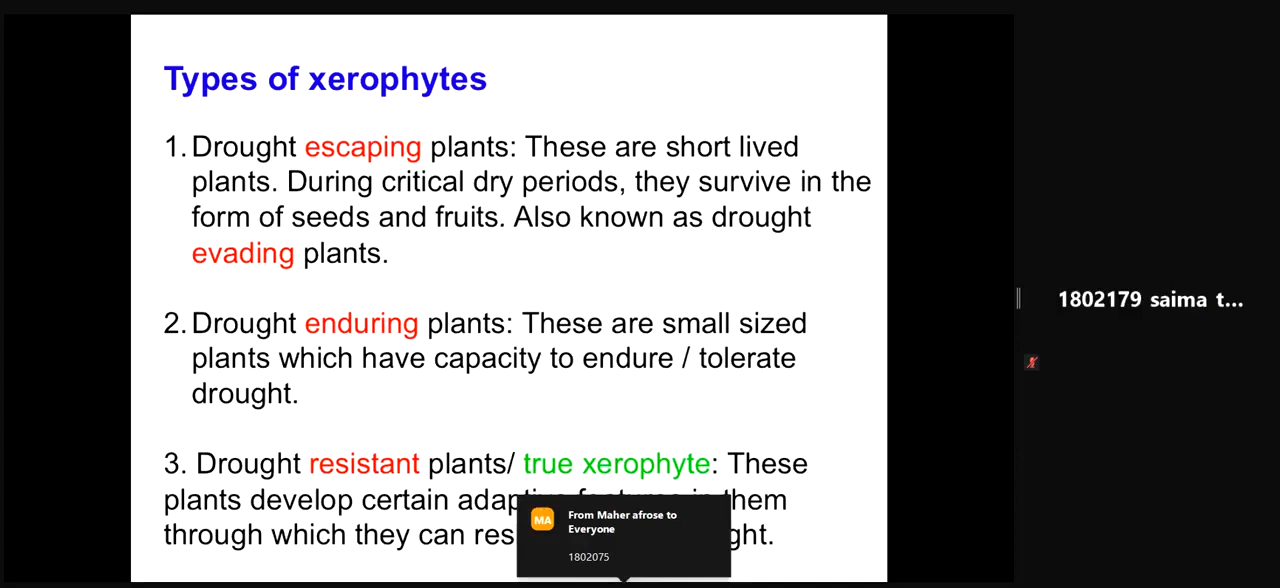 Types of xerophytes
1. Drought escaping plants: These are short lived
plants. During critical dry periods, they survive in the
form of seeds and fruits. Also known as drought
evading plants.
2. Drought enduring plants: These are small sized
plants which have capacity to endure / tolerate
drought.
3. Drought resistant plants/ true xerophyte: These
plants develop certain them
through which they can
MA
From Maher afrose to
Everyone
1802075
1802179 saima t...